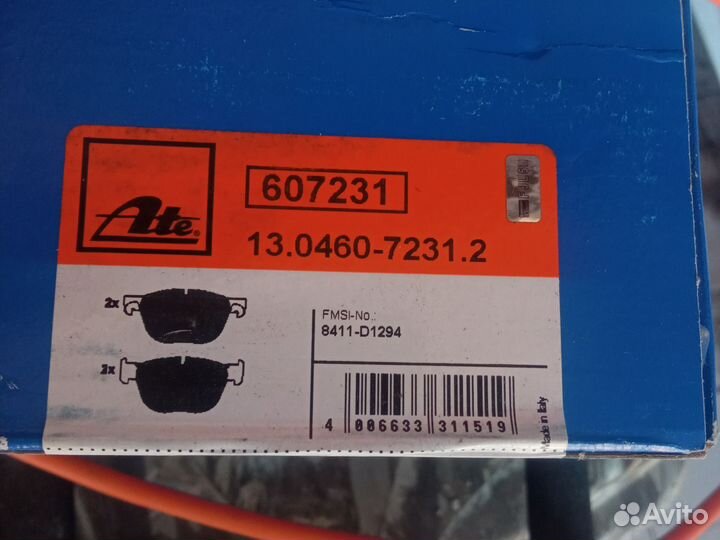 Ate®
607231
13.0460-7231.2
2x
2x
FMSI-No.:
8411-D1294
4 006633 311519
Made in Italy
Avito